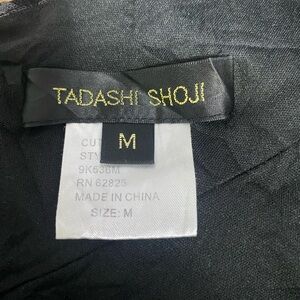 TADASHI SHOJI
M
CUT
STY
9K636M
RN 62825
MADE IN CHINA
SIZE: M